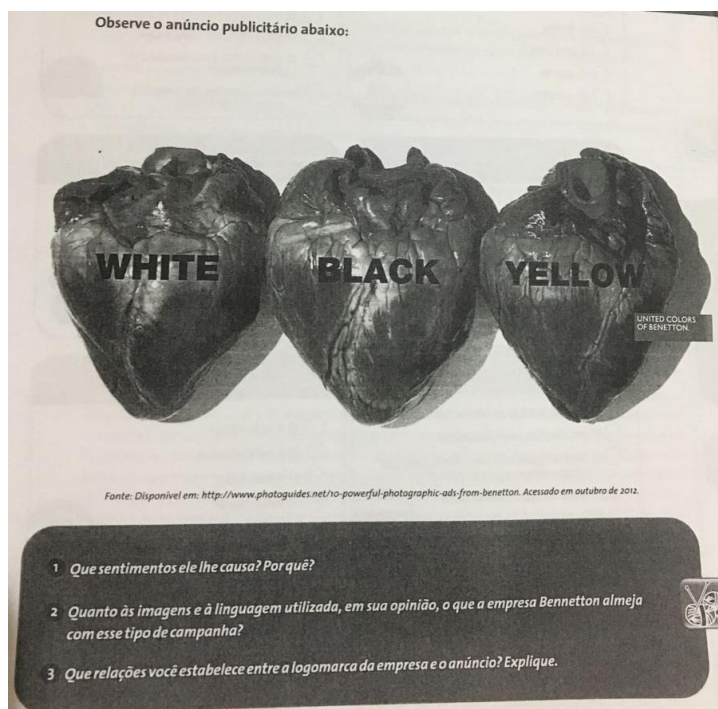 Observe o anúncio publicitário abaixo:
WHITE
BLACK
YELLOW
UNITED COLORS
OF BENETTON.
Fonte: Disponível em: http://www.photoguides.net/10-powerful-photographic-ads-from-benetton. Acessado em outubro de 2012.
1 Que sentimentos ele lhe causa? Por quê?
2 Quanto às imagens e à linguagem utilizada, em sua opinião, o que a empresa Bennetton almeja
com esse tipo de campanha?
3 Que relações você estabelece entre a logomarca da empresa e o anúncio? Explique.